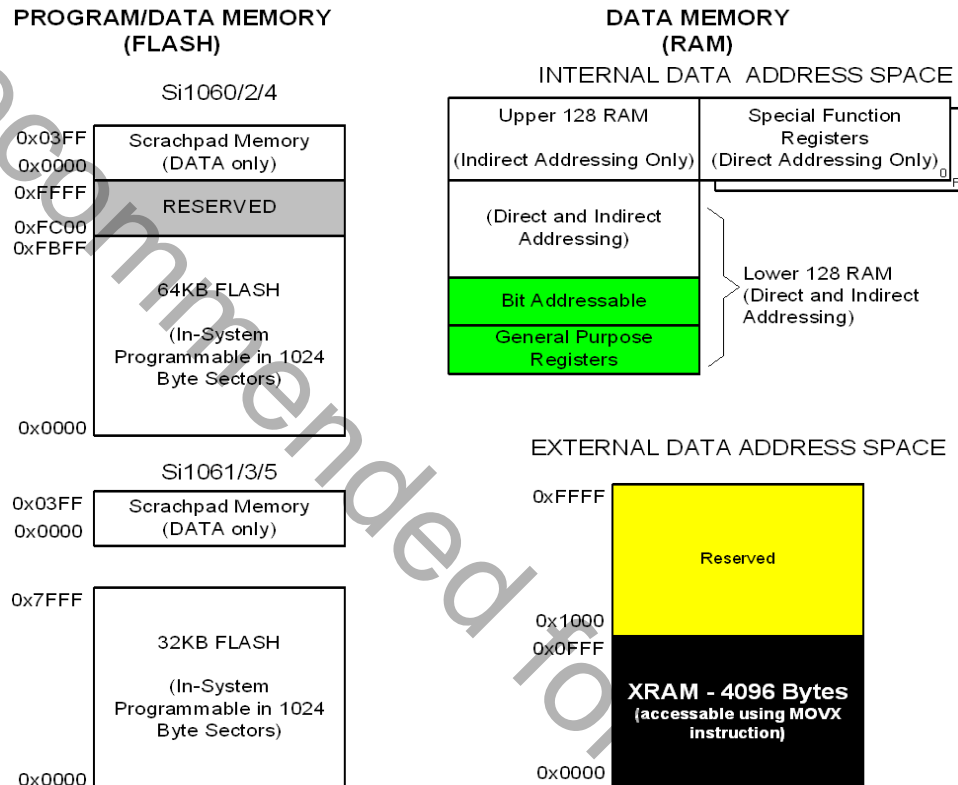 PROGRAM/DATA MEMORY
(FLASH)
Si1060/2/4
0x03FF
Scrachpad Memory
(DATA only)
0x0000
0xFFFF
RESERVED
0xFC00
0xFBFF
64KB FLASH
(In-System
Programmable in 1024
Byte Sectors)
0x0000
Si1061/3/5
0x03FF
Scrachpad Memory
(DATA only)
0x0000
0x7FFF
32KB FLASH
(In-System
Programmable in 1024
Byte Sectors)
0x0000
DATA MEMORY
(RAM)
INTERNAL DATA ADDRESS SPACE
Upper 128 RAM
(Indirect Addressing Only)
Special Function
Registers
(Direct Addressing Only)
0
F
(Direct and Indirect
Addressing)
Bit Addressable
General Purpose
Registers
Lower 128 RAM
(Direct and Indirect
Addressing)
EXTERNAL DATA ADDRESS SPACE
0xFFFF
Reserved
0x1000
0x0FFF
XRAM - 4096 Bytes
(accessable using MOVX
instruction)
0x0000
ecommended fo